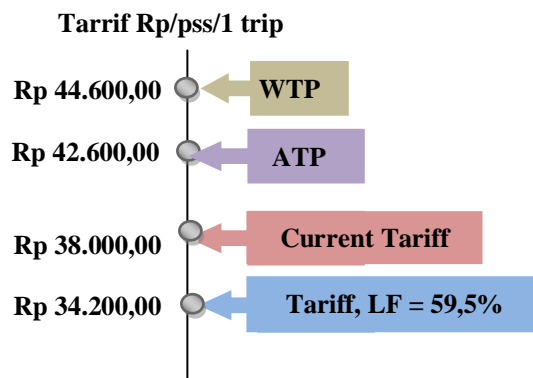 Tarrif Rp/pss/1 trip
Rp 44.600,00
WTP
Rp 42.600,00
ATP
Rp 38.000,00
Current Tariff
Rp 34.200,00
Tariff, LF = 59,5%